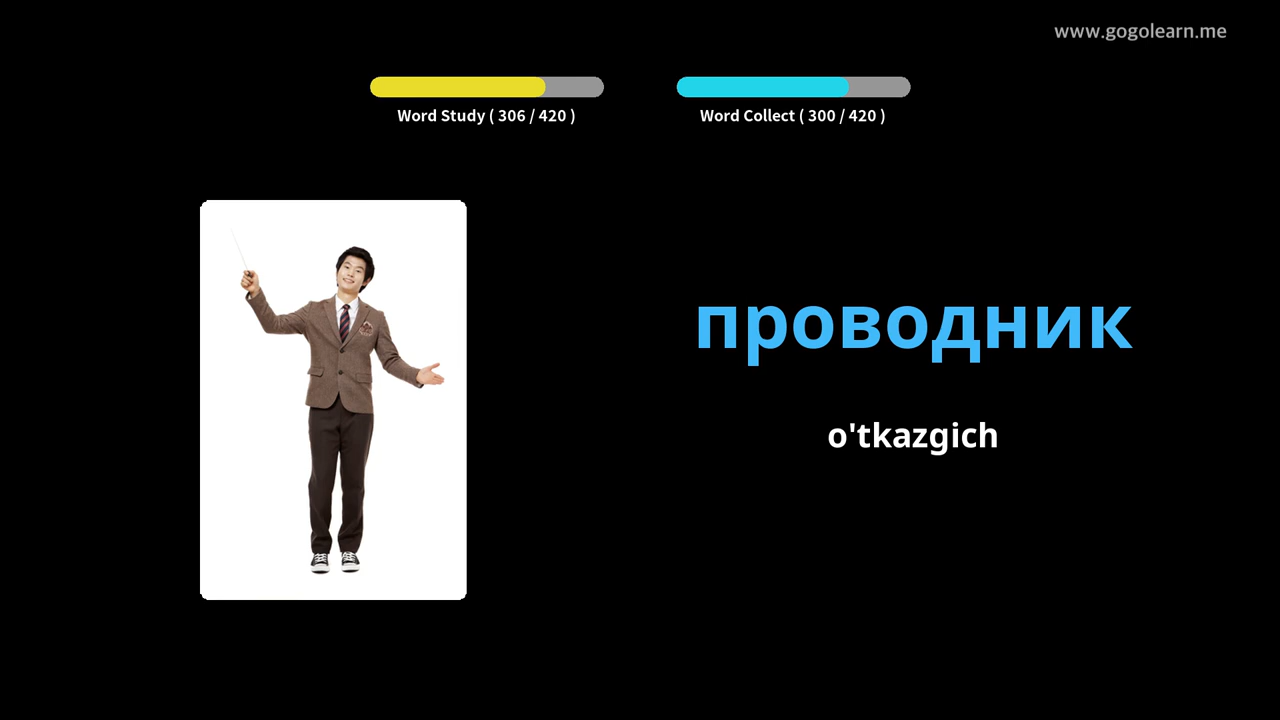 www.gogolearn.me
Word Study ( 306 / 420 )
Word Collect ( 300 / 420 )
проводник
o'tkazgich